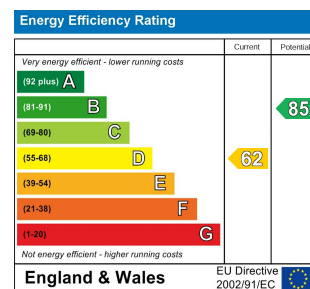 Energy Efficiency Rating
Current Potential
Very energy efficient - lower running costs
(92 plus) A
(81-91) B
85
(69-80) C
(55-68) D
62
(39-54) E
(21-38) F
(1-20) G
Not energy efficient - higher running costs
England & Wales
EU Directive
2002/91/EC